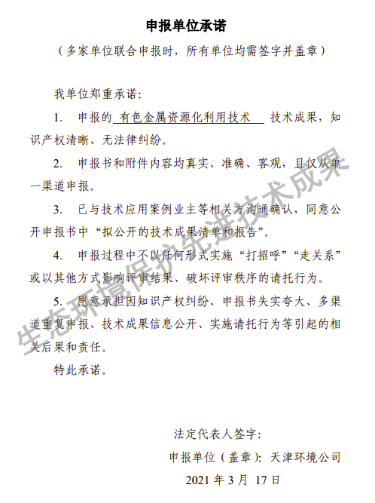 申报单位承诺
（多家单位联合申报时，所有单位均需签字并盖章）
我单位郑重承诺：
1. 申报的 有色金属资源化利用技术 技术成果，知
识产权清晰、无法律纠纷。
2. 申报书和附件内容均真实、准确、客观，且仅从单
一渠道申报。
3. 已与技术应用案例业主等相关方沟通确认，同意公
开申报书中“拟公开的技术成果清单和报告”。
4. 申报过程中不以任何形式实施“打招呼”“走关系”
或以其他方式影响评审结果、破坏评审秩序的请托行为。
5. 愿意承担因知识产权纠纷、申报书失实夸大、多渠
道重复申报、技术成果信息公开、实施请托行为等引起的相
关后果和责任。
特此承诺。
法定代表人签字：
申报单位（盖章）：天津环境公司
2021 年 3 月 17日
生态环境保护先进技术成果